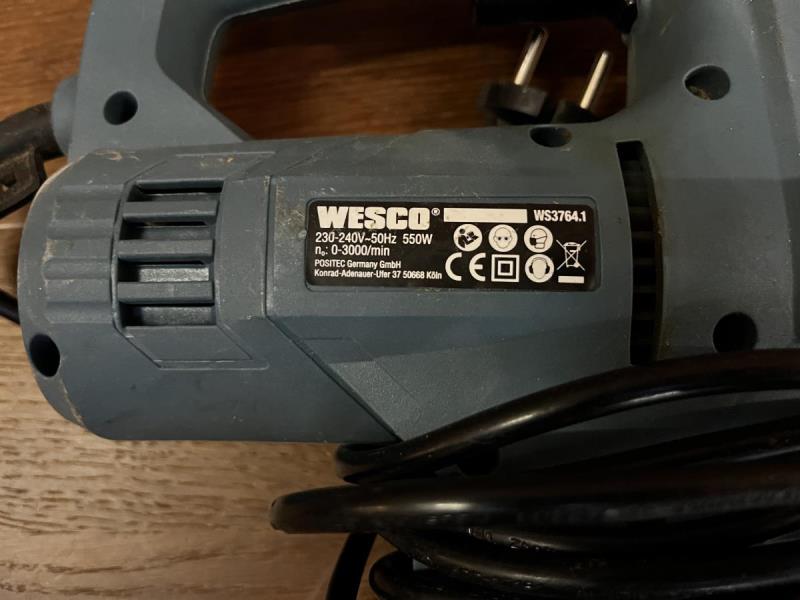 WESCO® WS3764.1
230-240V~50Hz 550W
n₀: 0-3000/min
POSITEC Germany GmbH
Konrad-Adenauer-Ufer 37 50668 Köln
CE